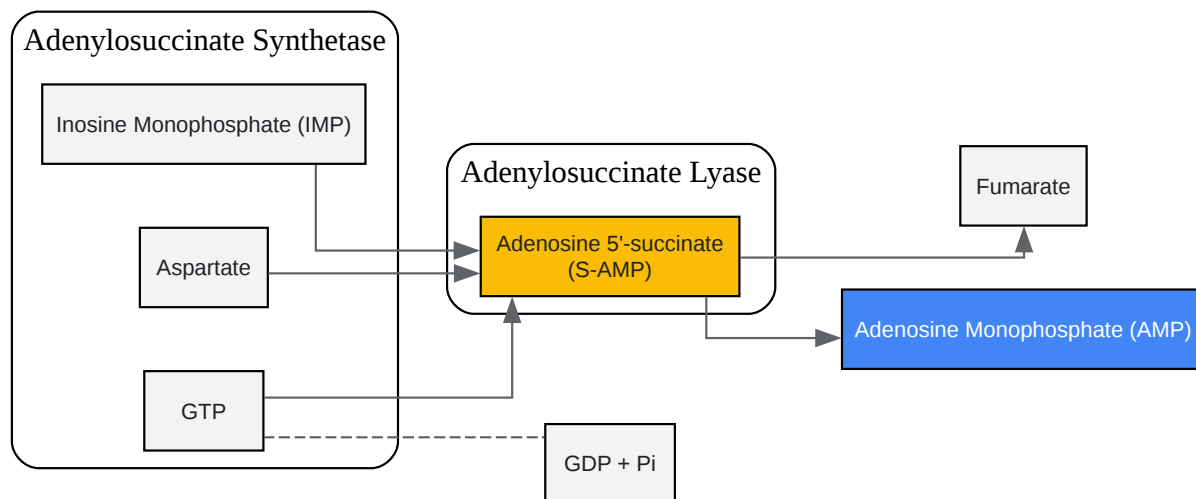 Adenylosuccinate Synthetase
Inosine Monophosphate (IMP)
Aspartate
GTP
Adenylosuccinate Lyase
Adenosine 5'-succinate
(S-AMP)
GDP + Pi
Fumarate
Adenosine Monophosphate (AMP)